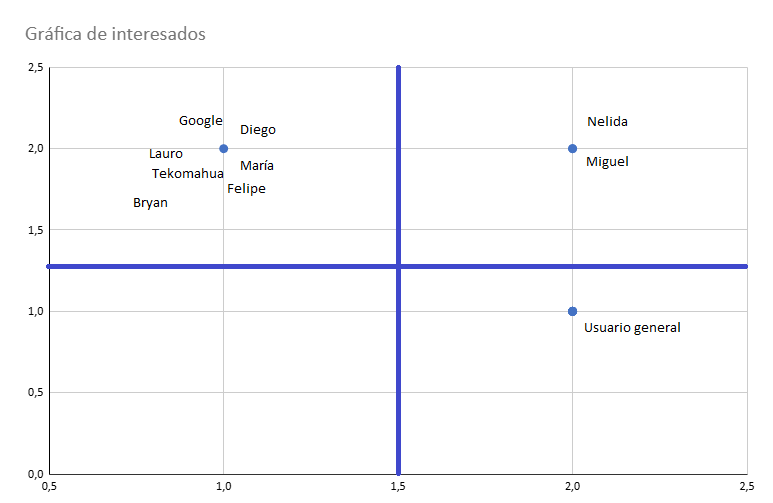 Gráfica de interesados
2,5
2,0
1,5
1,0
0,5
0,0
Google
Diego
Lauro
María
Tekomahua
Felipe
Bryan
Nelida
Miguel
Usuario general
0,5
1,0
1,5
2,0
2,5